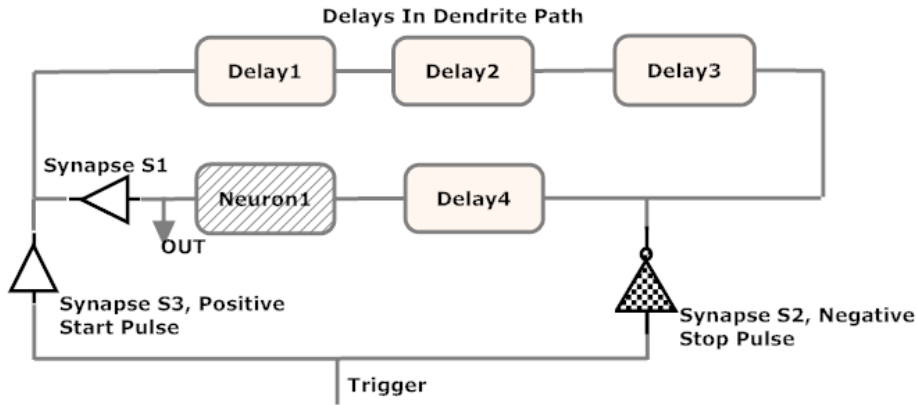 Delays In Dendrite Path
Delay1
Delay2
Delay3
Synapse S1
Neuron1
Delay4
OUT
Synapse S3, Positive
Start Pulse
Synapse S2, Negative
Stop Pulse
Trigger